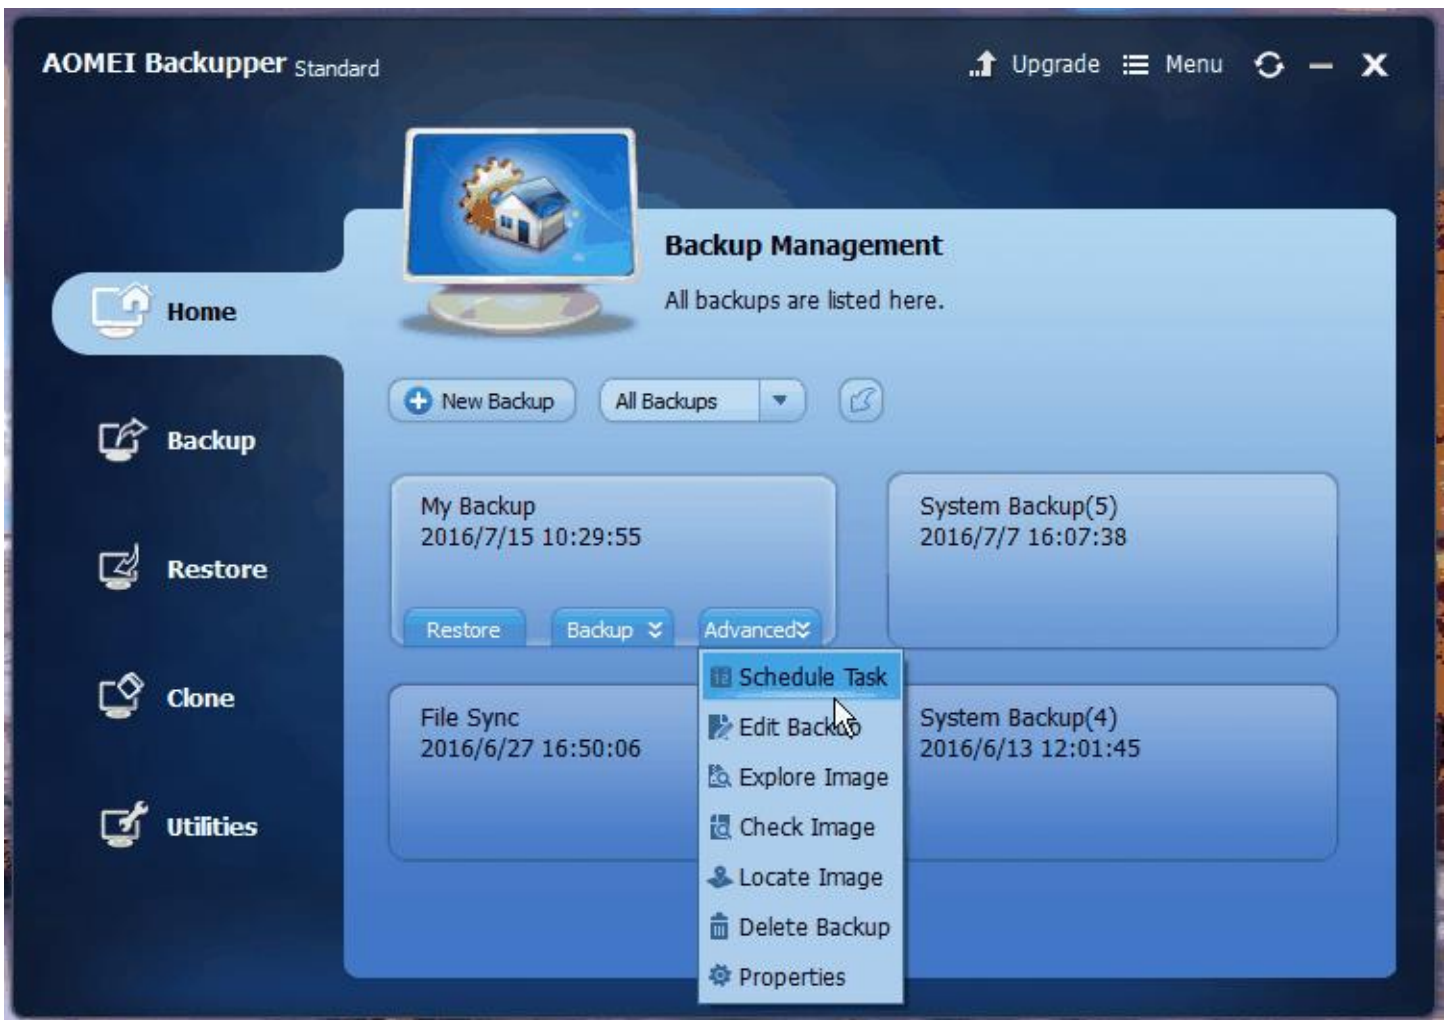 AOMEI Backupper Standard
Upgrade Menu
Backup Management
All backups are listed here.
Home
New Backup All Backups
Backup
My Backup
2016/7/15 10:29:55
System Backup(5)
2016/7/7 16:07:38
Restore
Restore Backup Advanced
Schedule Task
Clone
File Sync
2016/6/27 16:50:06
Edit Backup
System Backup(4)
2016/6/13 12:01:45
Explore Image
Utilities
Check Image
Locate Image
Delete Backup
Properties